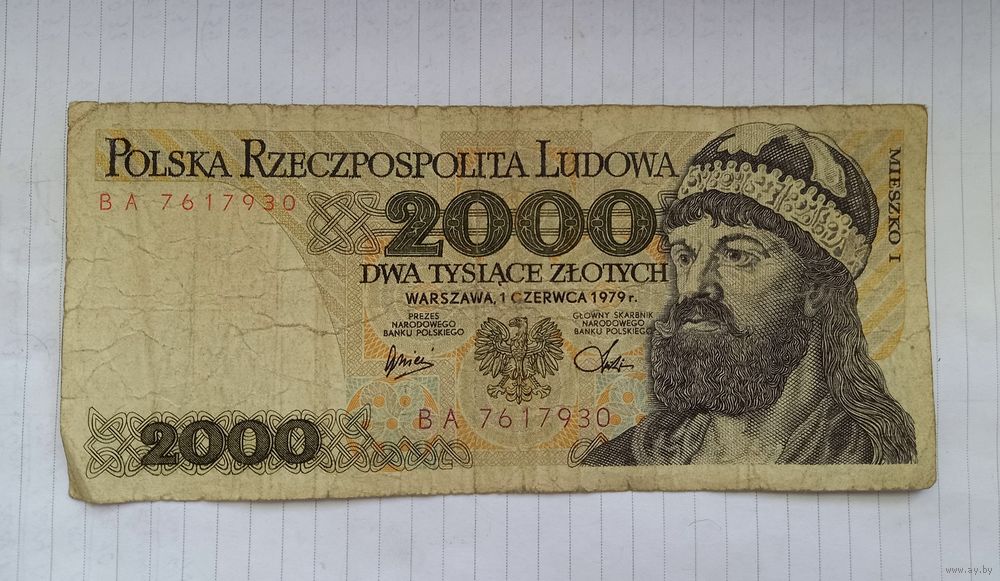 POLSKA RZECZPOSPOLITA LUDOWA
BA 7617930
2000
DWA TYSIĄCE ZŁOTYCH
WARSZAWA, 1 CZERWCA 1979 r.
PREZES
NARODOWEGO
BANKU POLSKIEGO
GŁÓWNY SKARBNIK
NARODOWEGO
BANKU POLSKIEGO
BA 7617930
2000
MIESZKO I
www.ay.by